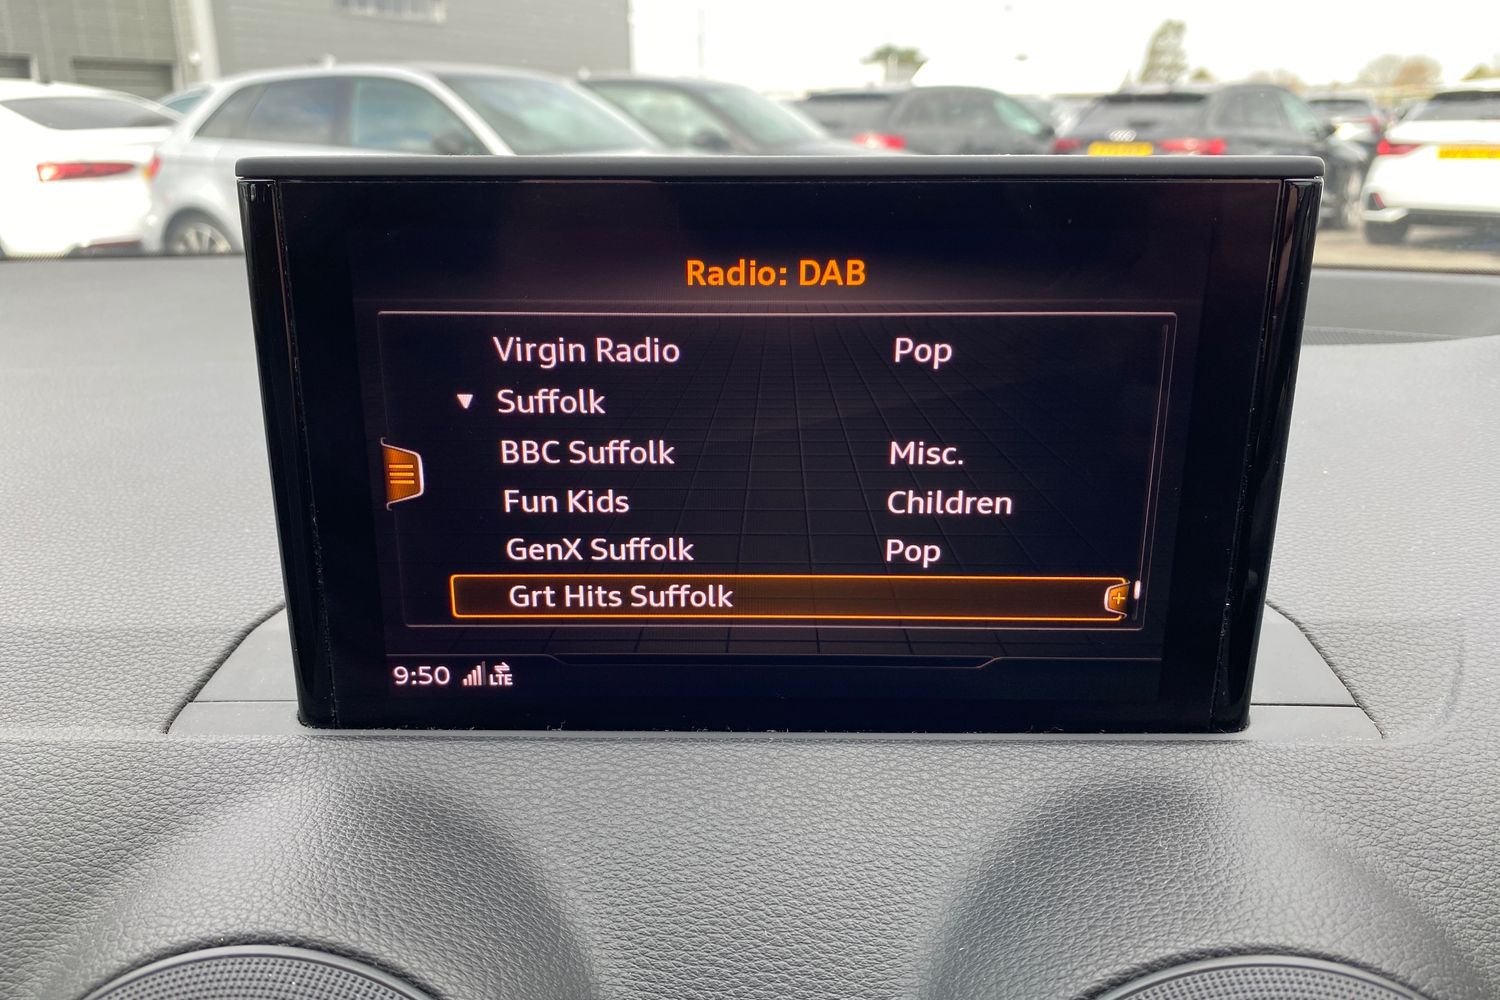 Radio: DAB
Virgin Radio Pop
Suffolk
BBC Suffolk Misc.
Fun Kids Children
GenX Suffolk Pop
Grt Hits Suffolk
9:50 LTE